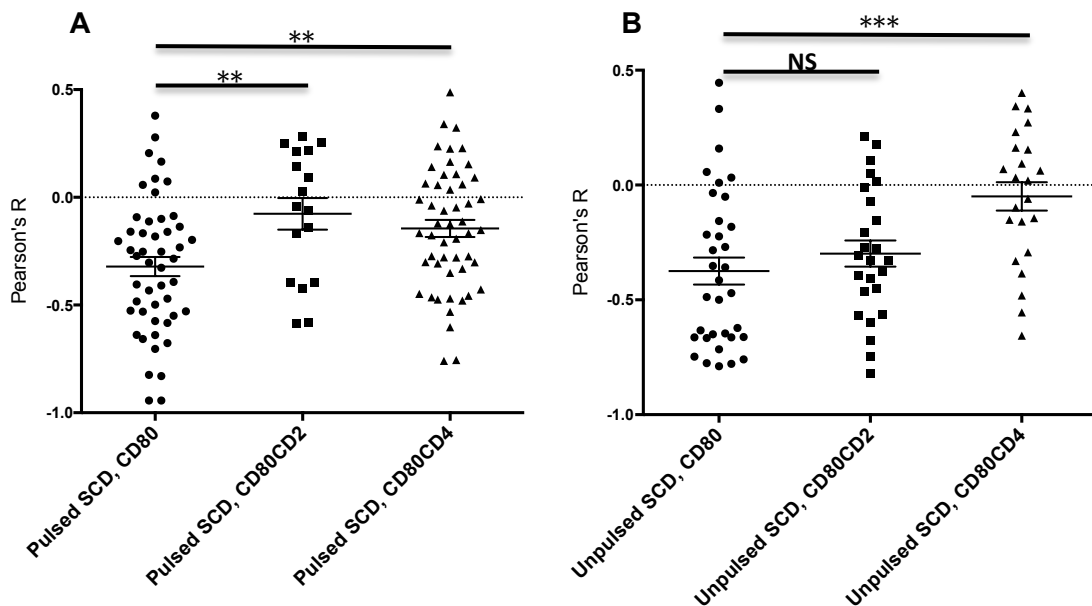 A
**
**
Pearson's R
0.5
0.0
-0.5
-1.0
Pulsed SCD, CD80
Pulsed SCD, CD80CD2
Pulsed SCD, CD80CD4
B
***
NS
Pearson's R
0.5
0.0
-0.5
-1.0
Unpulsed SCD, CD80
Unpulsed SCD, CD80CD2
Unpulsed SCD, CD80CD4